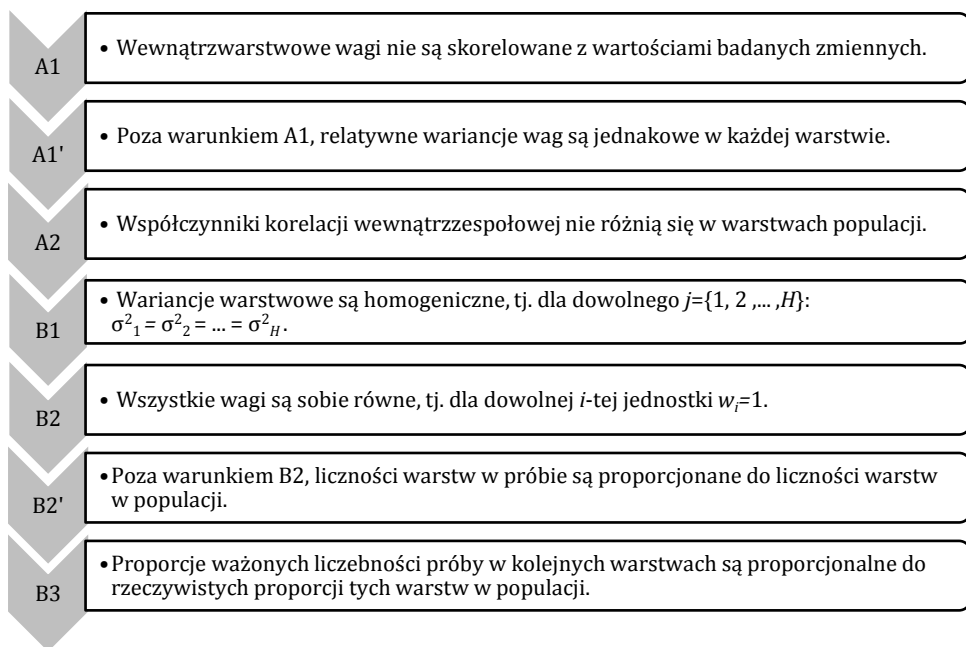 A1
• Wewnątrzwarstwowe wagi nie są skorelowane z wartościami badanych zmiennych.
A1'
• Poza warunkiem A1, relatywne wariancje wag są jednakowe w każdej warstwie.
A2
• Współczynniki korelacji wewnątrzzespołowej nie różnią się w warstwach populacji.
B1
• Wariancje warstwowe są homogeniczne, tj. dla dowolnego j={1, 2 ,... ,H}:
σ²₁ = σ²₂ = ... = σ²_H.
B2
• Wszystkie wagi są sobie równe, tj. dla dowolnej i-tej jednostki wᵢ=1.
B2'
•Poza warunkiem B2, liczności warstw w próbie są proporcjonane do liczności warstw
w populacji.
B3
•Proporcje ważonych liczebności próby w kolejnych warstwach są proporcjonalne do
rzeczywistych proporcji tych warstw w populacji.